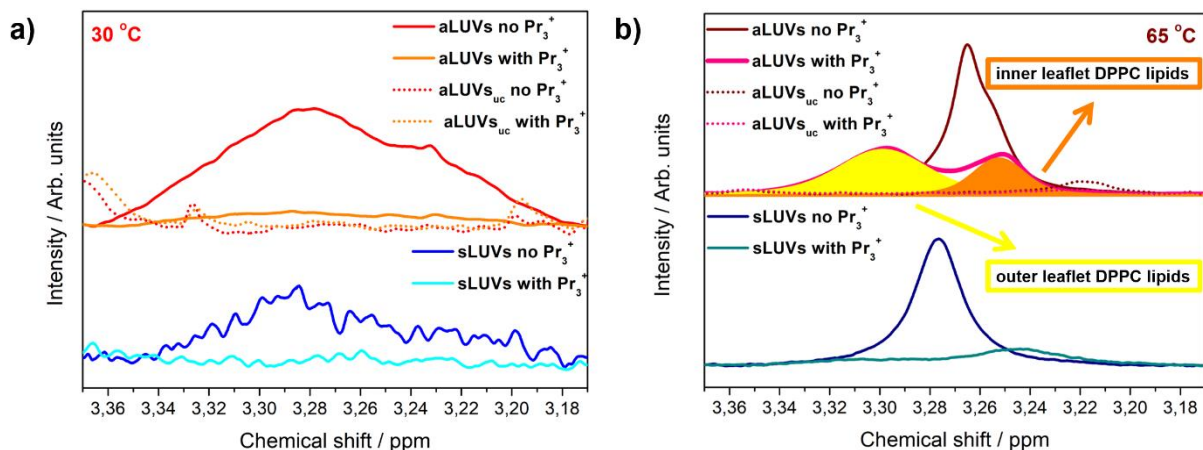 a)
30 °C
aLUVs no Pr₃⁺
aLUVs with Pr₃⁺
aLUVsᵤc no Pr₃⁺
aLUVsᵤc with Pr₃⁺
sLUVs no Pr₃⁺
sLUVs with Pr₃⁺
Intensity / Arb. units
3,36 3,34 3,32 3,30 3,28 3,26 3,24 3,22 3,20 3,18
Chemical shift / ppm
b)
65 °C
aLUVs no Pr₃⁺
aLUVs with Pr₃⁺
aLUVsᵤc no Pr₃⁺
aLUVsᵤc with Pr₃⁺
inner leaflet DPPC lipids
sLUVs no Pr₃⁺
sLUVs with Pr₃⁺
outer leaflet DPPC lipids
Intensity / Arb. units
3,36 3,34 3,32 3,30 3,28 3,26 3,24 3,22 3,20 3,18
Chemical shift / ppm